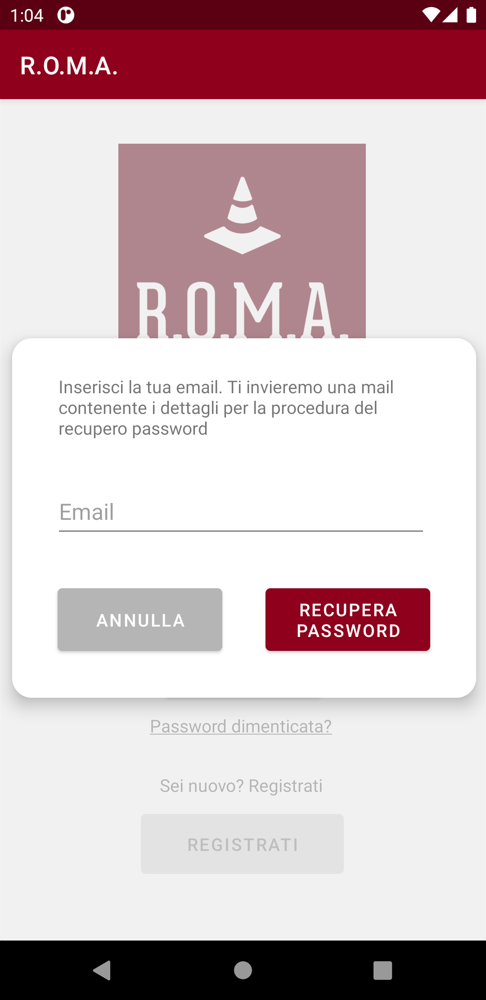 1:04
R.O.M.A.
R.O.M.A.
Inserisci la tua email. Ti invieremo una mail
contenente i dettagli per la procedura del
recupero password
Email
ANNULLA
RECUPERA
PASSWORD
Password dimenticata?
Sei nuovo? Registrati
REGISTRATI